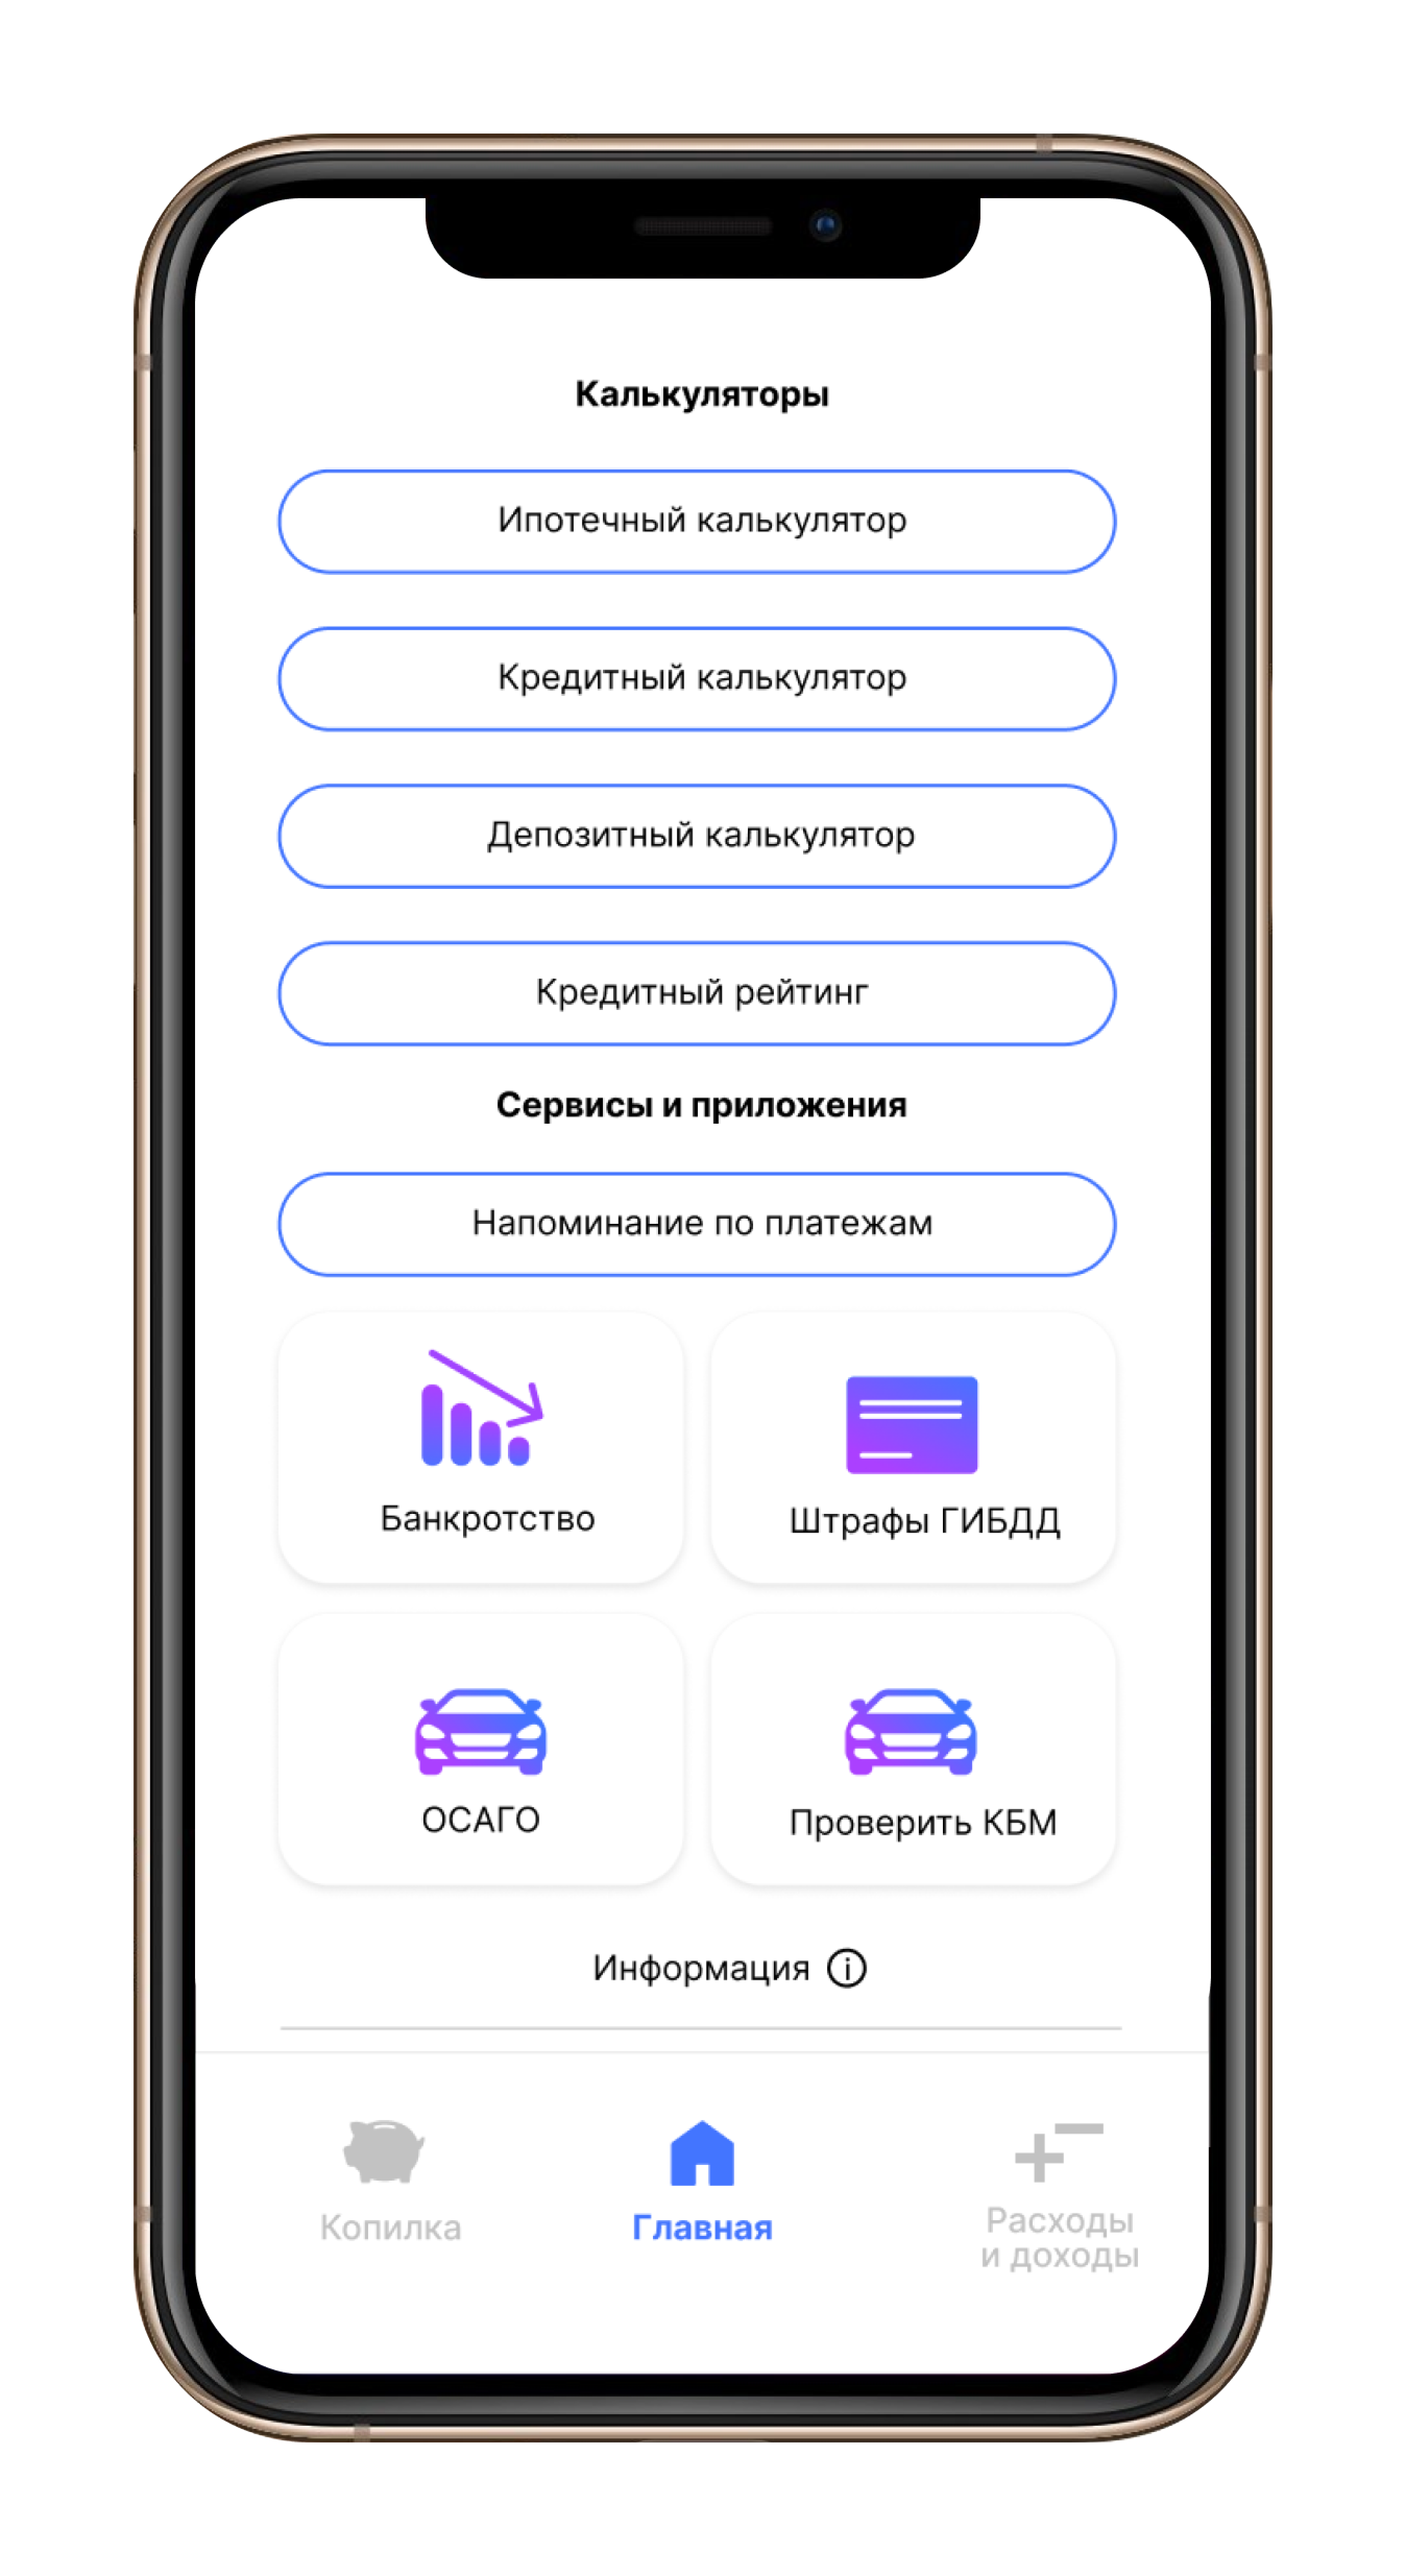 Калькуляторы
Ипотечный калькулятор
Кредитный калькулятор
Депозитный калькулятор
Кредитный рейтинг
Сервисы и приложения
Напоминание по платежам
Банкротство
Штрафы ГИБДД
ОСАГО
Проверить КБМ
Информация
Копилка
Главная
Расходы
и доходы